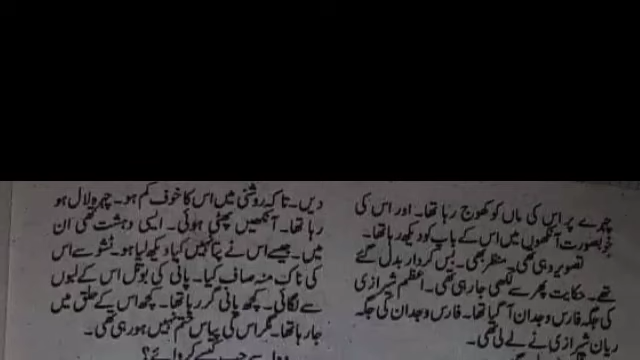 چہرے پر اس کی ماں کو کھوج رہا تھا۔ اور اس کی
خوبصورت آنکھوں میں اس کے باپ کو دیکھ رہا تھا۔
تصویر وہی تھی۔ منظر بھی۔ بس کردار بدل گئے
تھے۔ حکایت پھر سے لکھی جا رہی تھی۔ اعظم شیرازی
کی جگہ فارس وجدان آ گیا تھا۔ فارس وجدان کی جگہ
ریان شیرازی نے لے لی تھی۔
دیں۔ تاکہ روشنی میں اس کا خوف کم ہو۔ چہرہ لال ہو
رہا تھا۔ آنکھیں پھٹی ہوئی۔ ایسی دہشت تھی ان
میں۔ جیسے اس نے پتا نہیں کیا دیکھ لیا ہو۔ ٹشو سے اس
کی ناک منہ صاف کیا۔ پانی کی بوتل اس کے لبوں
سے لگائی۔ کچھ پانی گر رہا تھا۔ کچھ اس کے حلق میں
جا رہا تھا۔ مگر اس کی پیاس ختم نہیں ہو رہی تھی۔